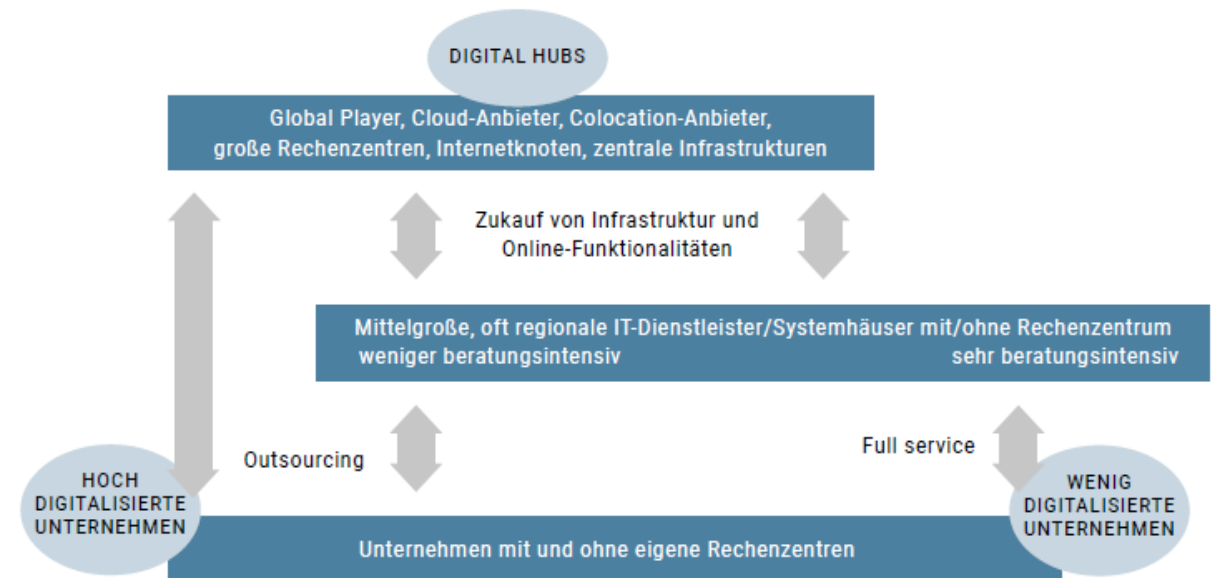 DIGITAL HUBS
Global Player, Cloud-Anbieter, Colocation-Anbieter,
große Rechenzentren, Internetknoten, zentrale Infrastrukturen
Zukauf von Infrastruktur und
Online-Funktionalitäten
Mittelgroße, oft regionale IT-Dienstleister/Systemhäuser mit/ohne Rechenzentrum
weniger beratungsintensiv sehr beratungsintensiv
Outsourcing
Full service
HOCH
DIGITALISIERTE
UNTERNEHMEN
WENIG
DIGITALISIERTE
UNTERNEHMEN
Unternehmen mit und ohne eigene Rechenzentren